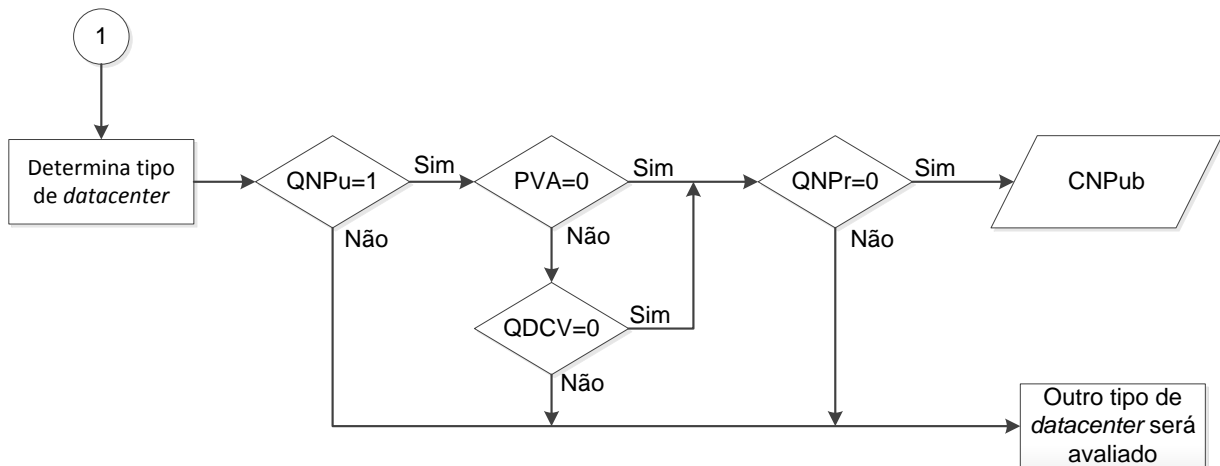 1
Determina tipo
de datacenter
QNPu=1
Sim
PVA=0
Sim
QNPr=0
Sim
CNPub
Não
Não
Não
QDCV=0
Sim
Não
Outro tipo de
datacenter será
avaliado